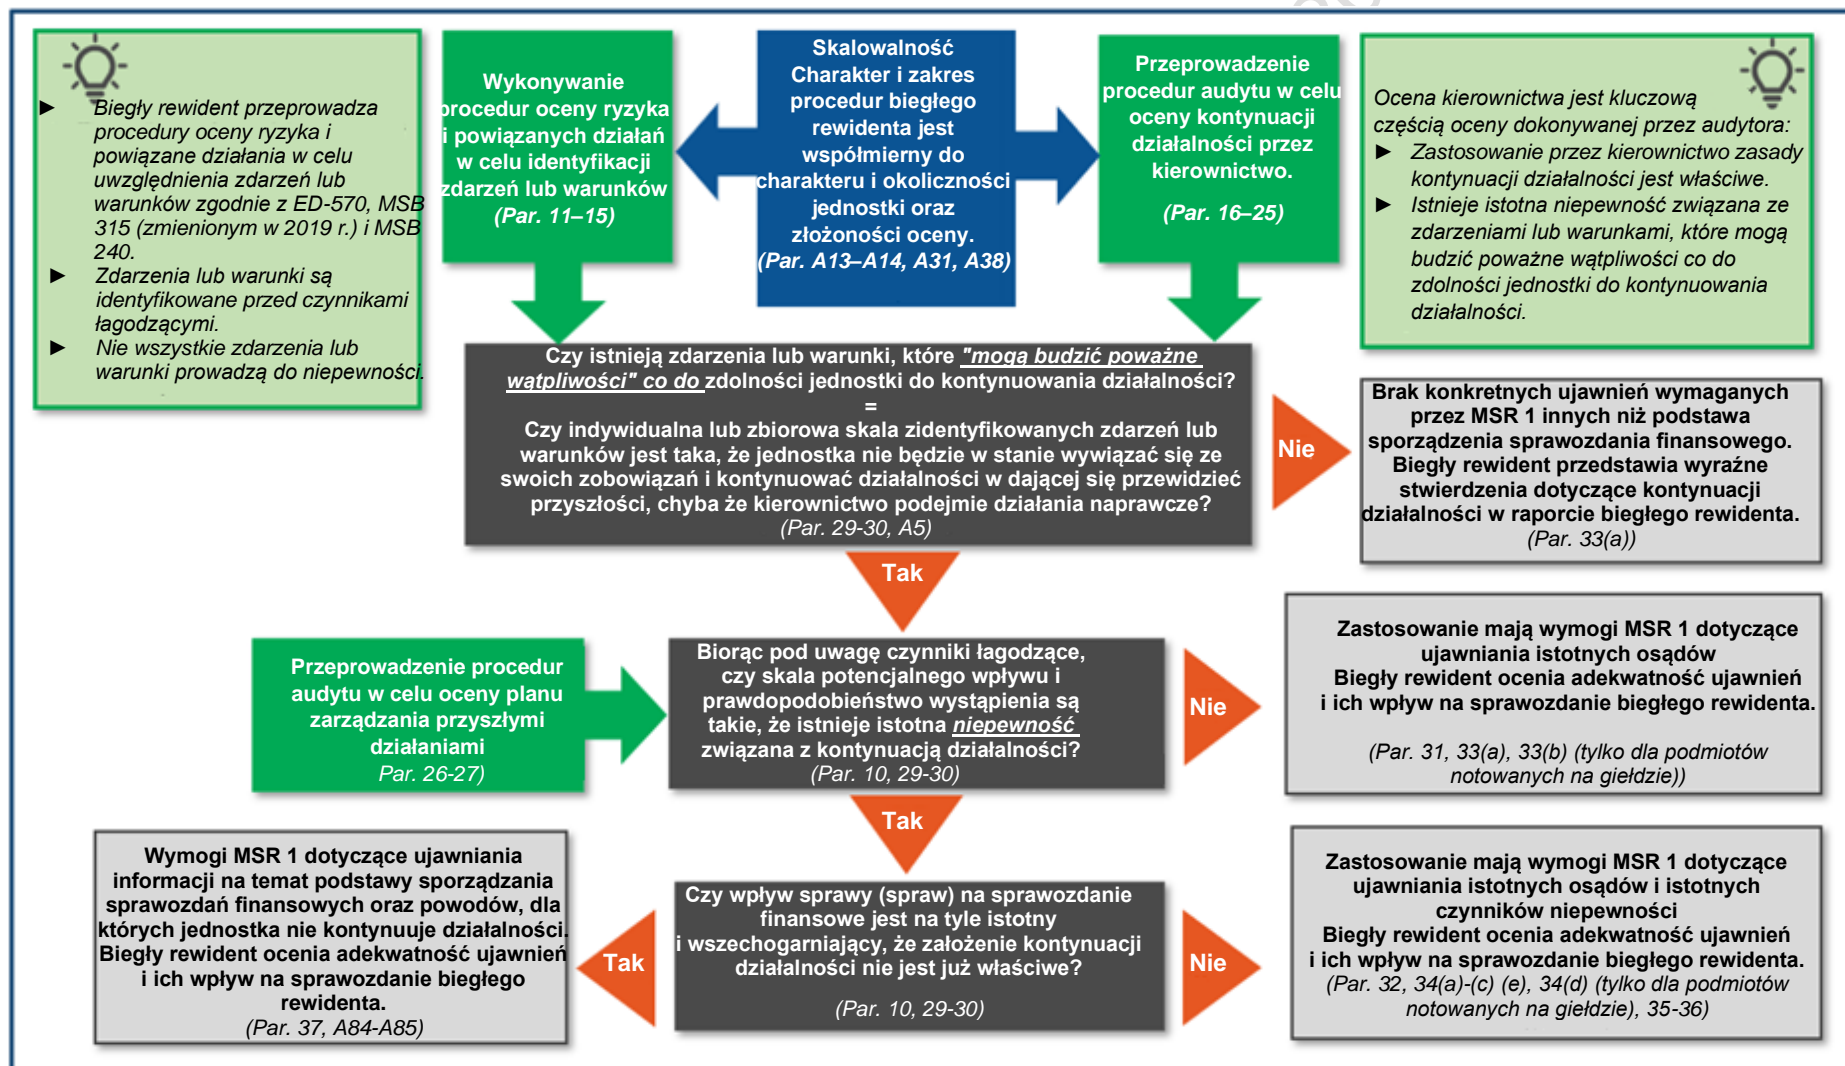 ► Biegły rewident przeprowadza
procedury oceny ryzyka i
powiązane działania w celu
uwzględnienia zdarzeń lub
warunków zgodnie z ED-570, MSB
315 (zmienionym w 2019 r.) i MSB
240.
► Zdarzenia lub warunki są
identyfikowane przed czynnikami
łagodzącymi.
► Nie wszystkie zdarzenia lub
warunki prowadzą do niepewności.
Wykonywanie
procedur oceny ryzyka
i powiązanych działań
w celu identyfikacji
zdarzeń lub warunków
(Par. 11–15)
Skalowalność
Charakter i zakres
procedur biegłego
rewidenta jest
współmierny do
charakteru i okoliczności
jednostki oraz
złożoności oceny.
(Par. A13–A14, A31, A38)
Przeprowadzenie
procedur audytu w celu
oceny kontynuacji
działalności przez
kierownictwo.
(Par. 16–25)
Ocena kierownictwa jest kluczową
częścią oceny dokonywanej przez audytora:
► Zastosowanie przez kierownictwo zasady
kontynuacji działalności jest właściwe.
► Istnieje istotna niepewność związana ze
zdarzeniami lub warunkami, które mogą
budzić poważne wątpliwości co do
zdolności jednostki do kontynuowania
działalności.
Czy istnieją zdarzenia lub warunki, które "mogą budzić poważne
wątpliwości" co do zdolności jednostki do kontynuowania działalności?
=
Czy indywidualna lub zbiorowa skala zidentyfikowanych zdarzeń lub
warunków jest taka, że jednostka nie będzie w stanie wywiązać się ze
swoich zobowiązań i kontynuować działalności w dającej się przewidzieć
przyszłości, chyba że kierownictwo podejmie działania naprawcze?
(Par. 29-30, A5)
Nie
Brak konkretnych ujawnień wymaganych
przez MSR 1 innych niż podstawa
sporządzenia sprawozdania finansowego.
Biegły rewident przedstawia wyraźne
stwierdzenia dotyczące kontynuacji
działalności w raporcie biegłego rewidenta.
(Par. 33(a))
Tak
Przeprowadzenie procedur
audytu w celu oceny planu
zarządzania przyszłymi
działaniami
Par. 26-27)
Biorąc pod uwagę czynniki łagodzące,
czy skala potencjalnego wpływu i
prawdopodobieństwo wystąpienia są
takie, że istnieje istotna niepewność
związana z kontynuacją działalności?
(Par. 10, 29-30)
Nie
Zastosowanie mają wymogi MSR 1 dotyczące
ujawniania istotnych osądów
Biegły rewident ocenia adekwatność ujawnień
i ich wpływ na sprawozdanie biegłego rewidenta.
(Par. 31, 33(a), 33(b) (tylko dla podmiotów
notowanych na giełdzie))
Tak
Wymogi MSR 1 dotyczące ujawniania
informacji na temat podstawy sporządzania
sprawozdań finansowych oraz powodów, dla
których jednostka nie kontynuuje działalności.
Biegły rewident ocenia adekwatność ujawnień
i ich wpływ na sprawozdanie biegłego
rewidenta.
(Par. 37, A84-A85)
Tak
Czy wpływ sprawy (spraw) na sprawozdanie
finansowe jest na tyle istotny
i wszechogarniający, że założenie kontynuacji
działalności nie jest już właściwe?
(Par. 10, 29-30)
Nie
Zastosowanie mają wymogi MSR 1 dotyczące
ujawniania istotnych osądów i istotnych
czynników niepewności
Biegły rewident ocenia adekwatność ujawnień
i ich wpływ na sprawozdanie biegłego rewidenta.
(Par. 32, 34(a)-(c) (e), 34(d) (tylko dla podmiotów
notowanych na giełdzie), 35-36)